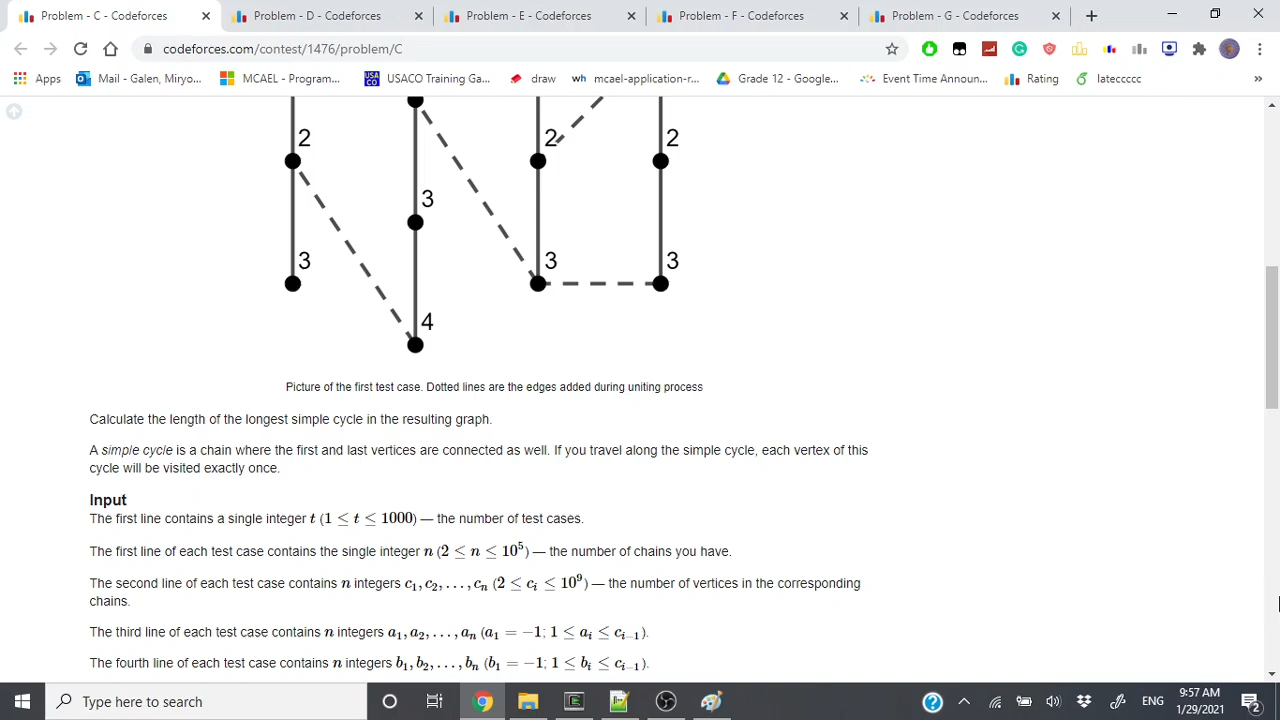 Problem - C - Codeforces
Problem - D - Codeforces
Problem - E - Codeforces
Problem - F - Codeforces
Problem - G - Codeforces
codeforces.com/contest/1476/problem/C
Apps
Mail - Galen, Miryo...
MCAEL - Program...
USACO
USACO Training Ga...
draw
wh
mcael-application-r...
Grade 12 - Google...
Event Time Announ...
Rating
lateccccc
»
2
2
2
3
3
3
3
4
Picture of the first test case. Dotted lines are the edges added during uniting process
Calculate the length of the longest simple cycle in the resulting graph.
A simple cycle is a chain where the first and last vertices are connected as well. If you travel along the simple cycle, each vertex of this
cycle will be visited exactly once.
Input
The first line contains a single integer t (1 ≤ t ≤ 1000) — the number of test cases.
The first line of each test case contains the single integer n (2 ≤ n ≤ 10⁵) — the number of chains you have.
The second line of each test case contains n integers c₁, c₂, …, cₙ (2 ≤ cᵢ ≤ 10⁹) — the number of vertices in the corresponding
chains.
The third line of each test case contains n integers a₁, a₂, …, aₙ (a₁ = −1; 1 ≤ aᵢ ≤ cᵢ₋₁).
The fourth line of each test case contains n integers b₁, b₂, …, bₙ (b₁ = −1; 1 ≤ bᵢ ≤ cᵢ₋₁).
Type here to search
ENG
9:57 AM
1/29/2021
2